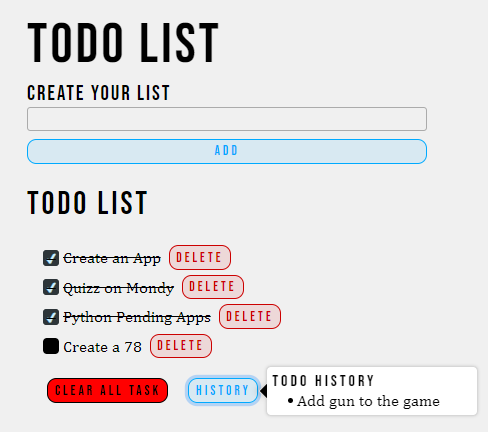 TODO LIST
CREATE YOUR LIST
ADD
TODO LIST
Create an App DELETE
Quizz on Mondy DELETE
Python Pending Apps DELETE
Create a 78 DELETE
CLEAR ALL TASK HISTORY
TODO HISTORY
• Add gun to the game